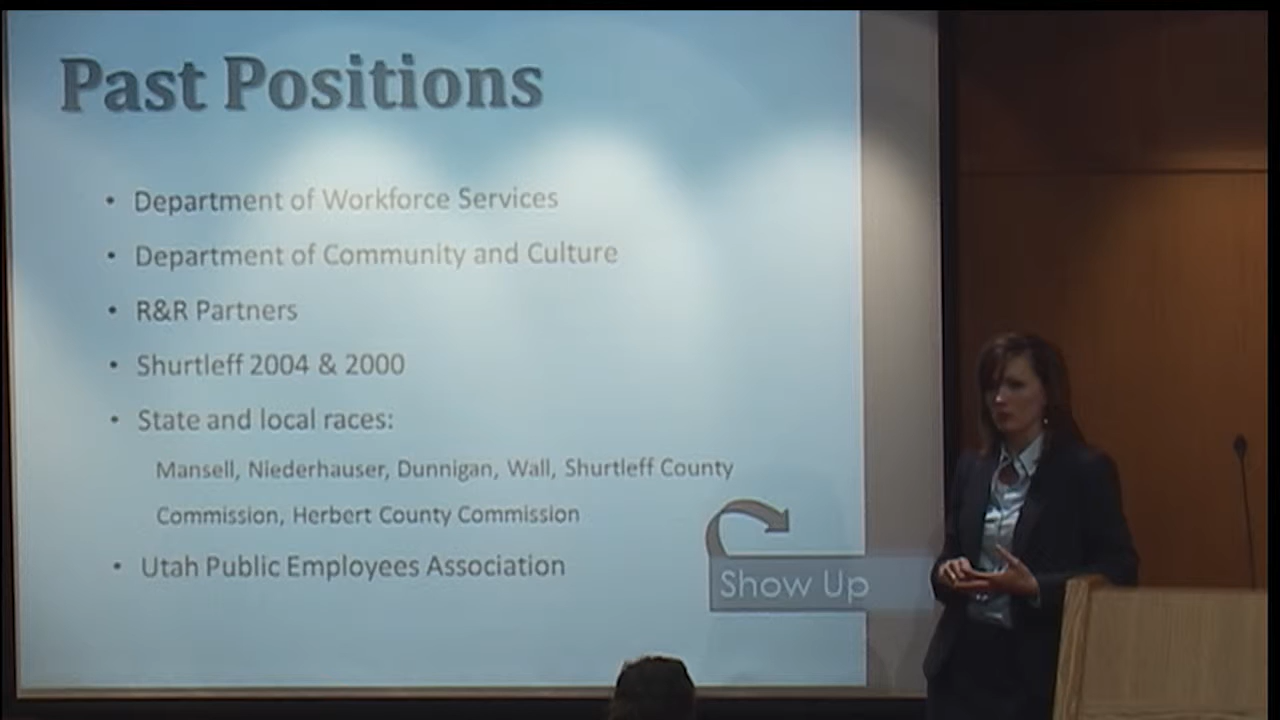 Past Positions
• Department of Workforce Services
• Department of Community and Culture
• R&R Partners
• Shurtleff 2004 & 2000
• State and local races:
Mansell, Niederhauser, Dunnigan, Wall, Shurtleff County
Commission, Herbert County Commission
• Utah Public Employees Association
Show Up